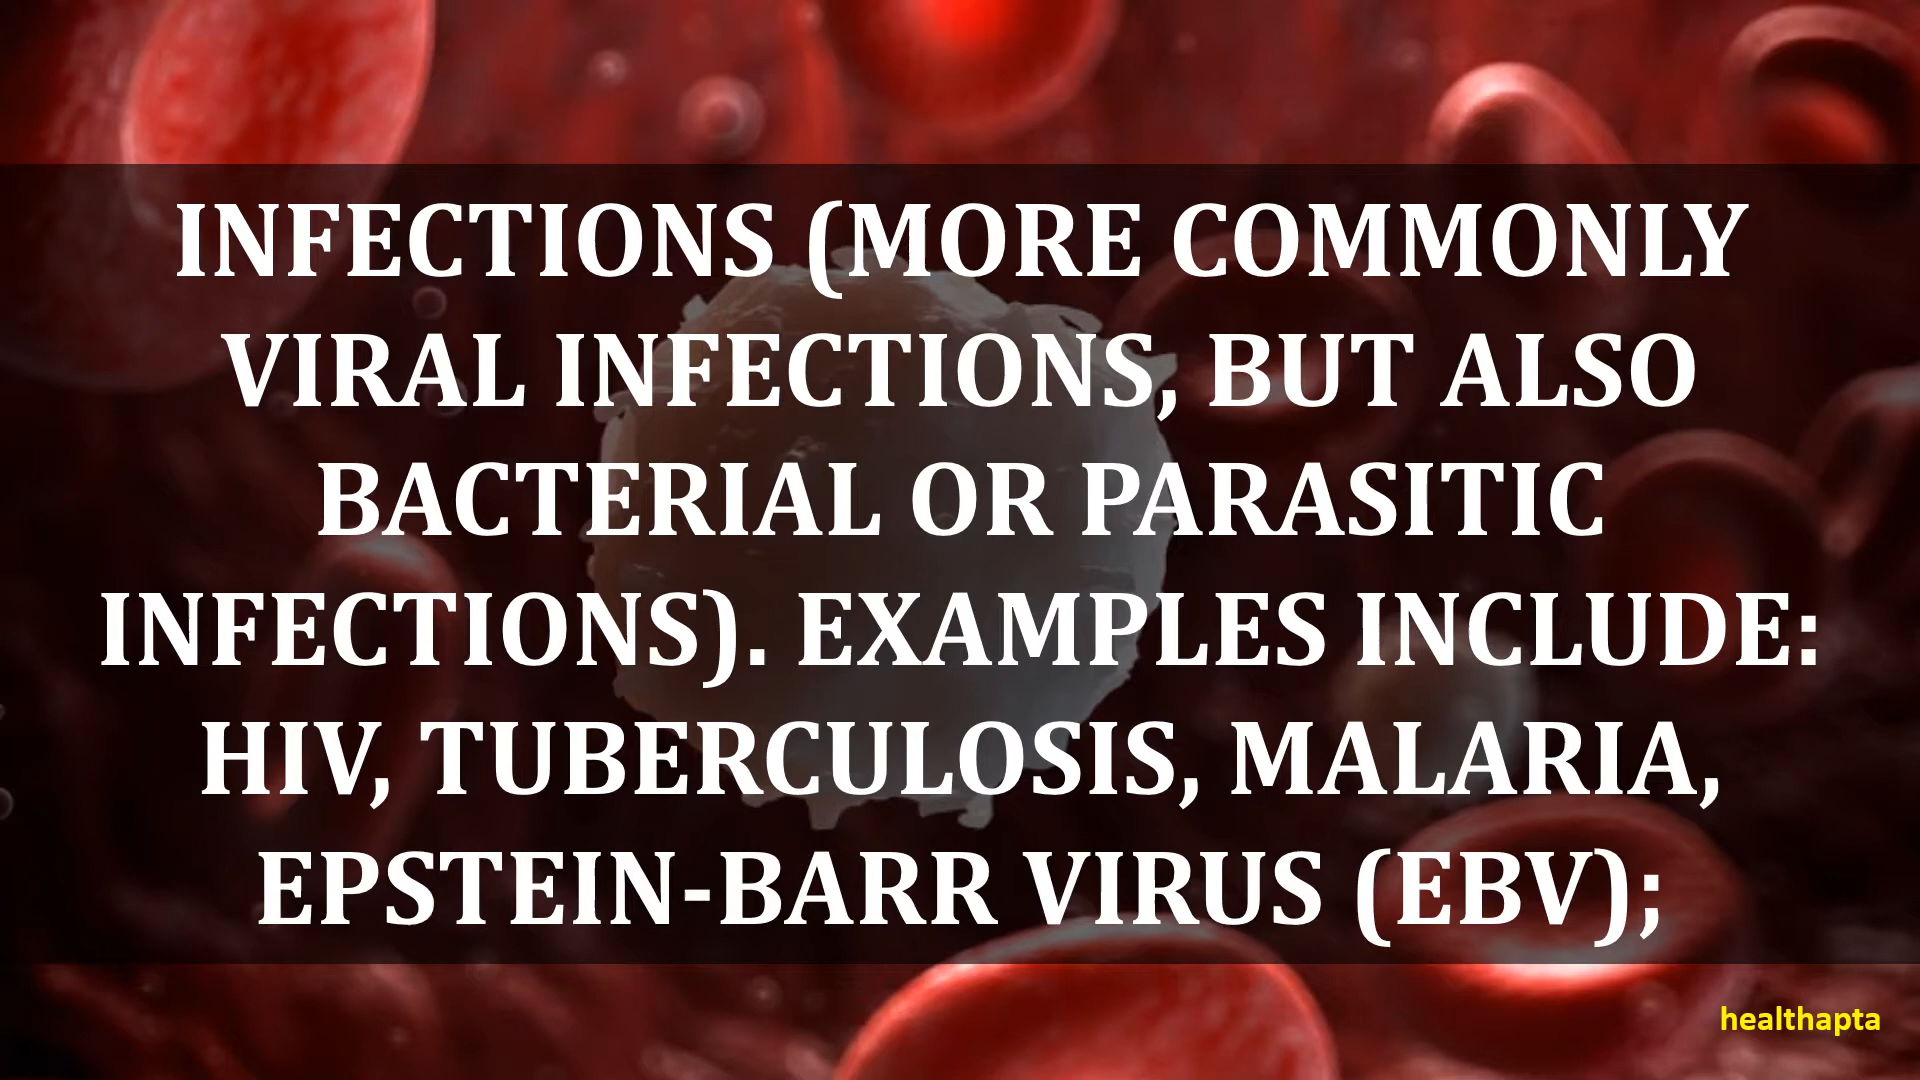 INFECTIONS (MORE COMMONLY
VIRAL INFECTIONS, BUT ALSO
BACTERIAL OR PARASITIC
INFECTIONS). EXAMPLES INCLUDE:
HIV, TUBERCULOSIS, MALARIA,
EPSTEIN-BARR VIRUS (EBV);
healthapta